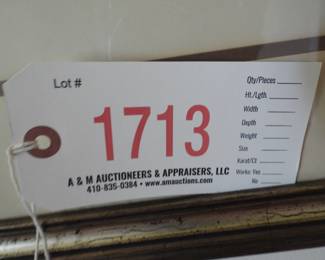 Lot #
1713
A & M AUCTIONEERS & APPRAISERS, LLC
410-835-0384 • www.amauctions.com
Qty/Pieces
Ht./Lgth.
Width
Depth
Weight
Size
Karat/Ct.
Works: Yes
No